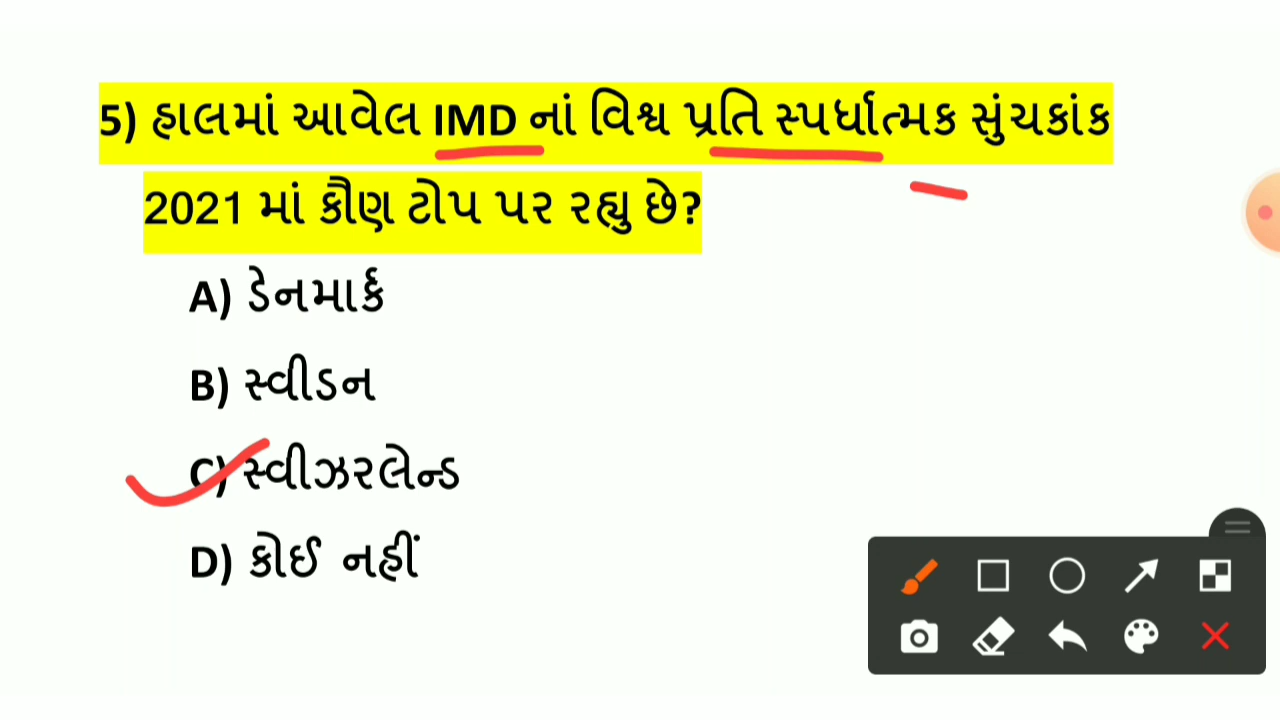 5) હાલમાં આવેલ IMD નાં વિશ્વ પ્રતિ સ્પર્ધાત્મક સુંચકાંક
2021 માં કૌણ ટોપ પર રહ્યુ છે?
A) ડેનમાર્ક
B) સ્વીડન
C) સ્વીઝરલેન્ડ
D) કોઈ નહીં